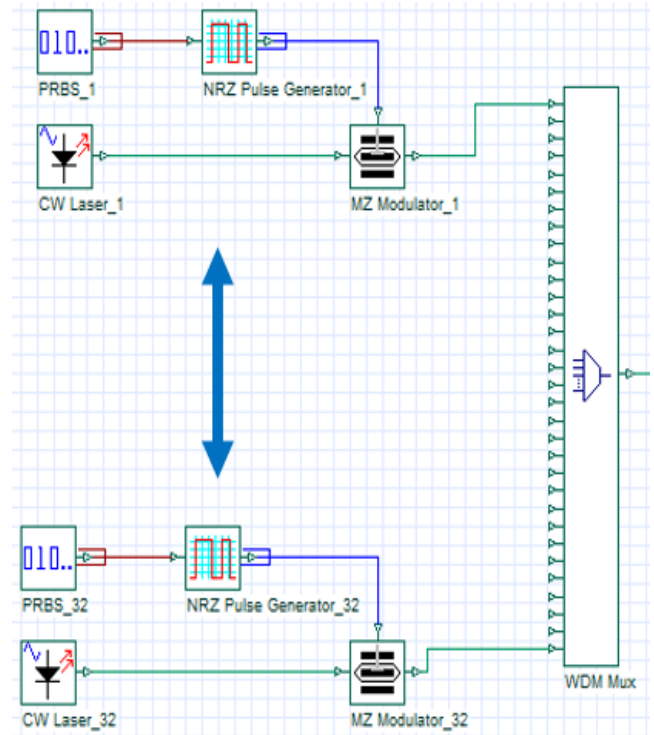 010..
PRBS_1
NRZ Pulse Generator_1
CW Laser_1
MZ Modulator_1
010..
PRBS_32
NRZ Pulse Generator_32
WDM Mux
CW Laser_32
MZ Modulator_32